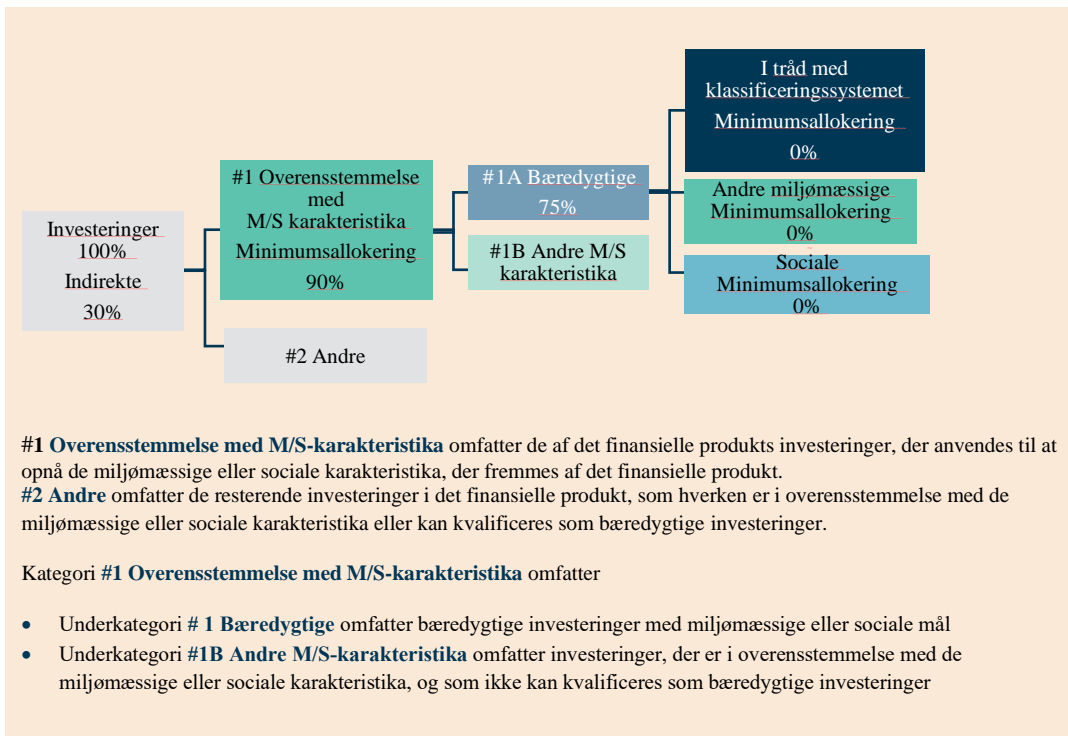 I tråd med
klassificeringssystemet
Minimumsallokering
0%
#1 Overensstemmelse
med
M/S karakteristika
Minimumsallokering
90%
#1A Bæredygtige
75%
Andre miljømæssige
Minimumsallokering
0%
Investeringer
100%
Indirekte
30%
#1B Andre M/S
karakteristika
Sociale
Minimumsallokering
0%
#2 Andre
#1 Overensstemmelse med M/S-karakteristika omfatter de af det finansielle produkts investeringer, der anvendes til at
opnå de miljømæssige eller sociale karakteristika, der fremmes af det finansielle produkt.
#2 Andre omfatter de resterende investeringer i det finansielle produkt, som hverken er i overensstemmelse med de
miljømæssige eller sociale karakteristika eller kan kvalificeres som bæredygtige investeringer.
Kategori #1 Overensstemmelse med M/S-karakteristika omfatter
• Underkategori # 1 Bæredygtige omfatter bæredygtige investeringer med miljømæssige eller sociale mål
• Underkategori #1B Andre M/S-karakteristika omfatter investeringer, der er i overensstemmelse med de
miljømæssige eller sociale karakteristika, og som ikke kan kvalificeres som bæredygtige investeringer